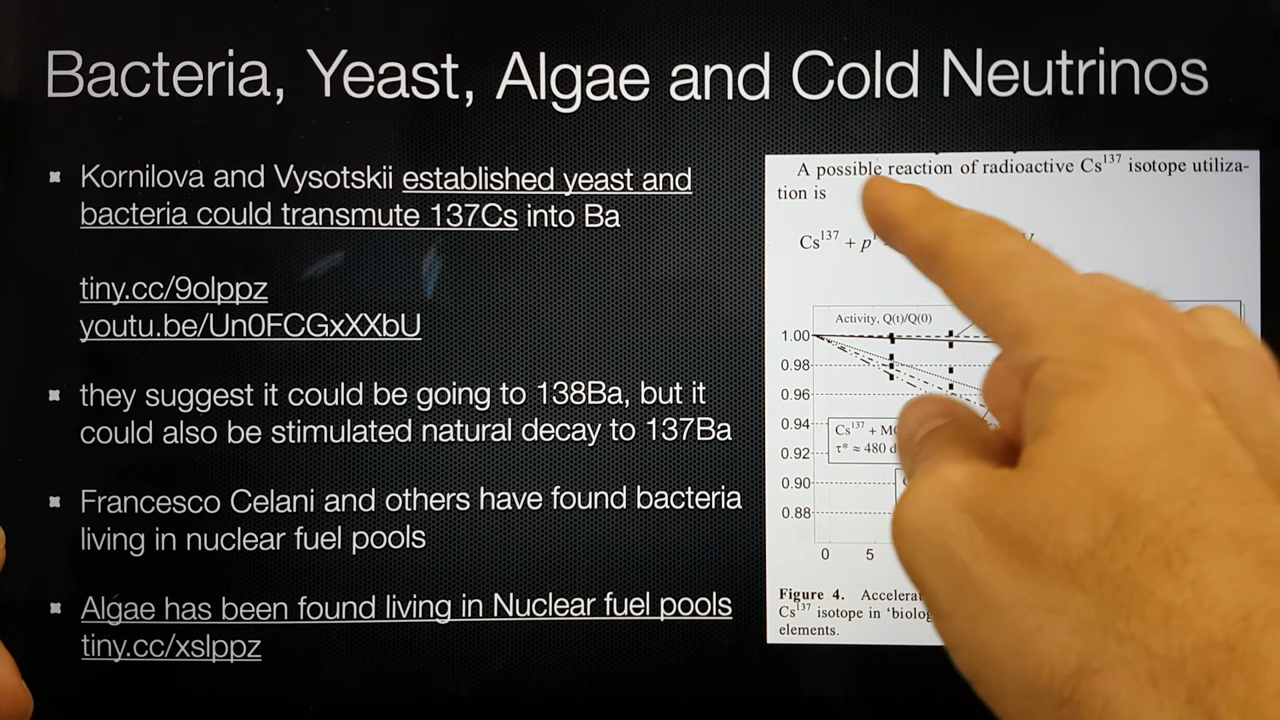 Bacteria, Yeast, Algae and Cold Neutrinos
Kornilova and Vysotskii established yeast and
bacteria could transmute 137Cs into Ba
tiny.cc/9olppz
youtu.be/Un0FCGxXXbU
they suggest it could be going to 138Ba, but it
could also be stimulated natural decay to 137Ba
Francesco Celani and others have found bacteria
living in nuclear fuel pools
Algae has been found living in Nuclear fuel pools
tiny.cc/xslppz
A possible reaction of radioactive Cs137 isotope utiliza-
tion is
Cs137 + p
Activity, Q(t)/Q(0)
1.00
0.98
0.96
0.94
Cs137 +
0.92
τ* ≈ 480
0.90
0.88
0 5
Figure 4.
Cs137 isotope in
elements.